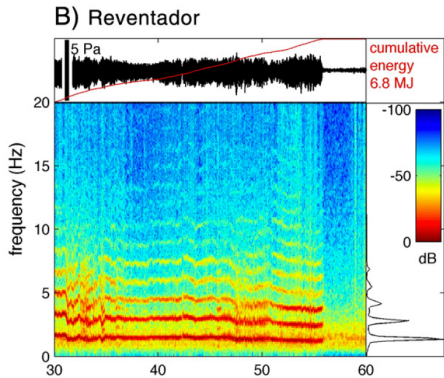 B) Reventador
5 Pa
cumulative
energy
6.8 MJ
20
15
10
5
0
frequency (Hz)
30
40
50
60
-100
-50
0
dB